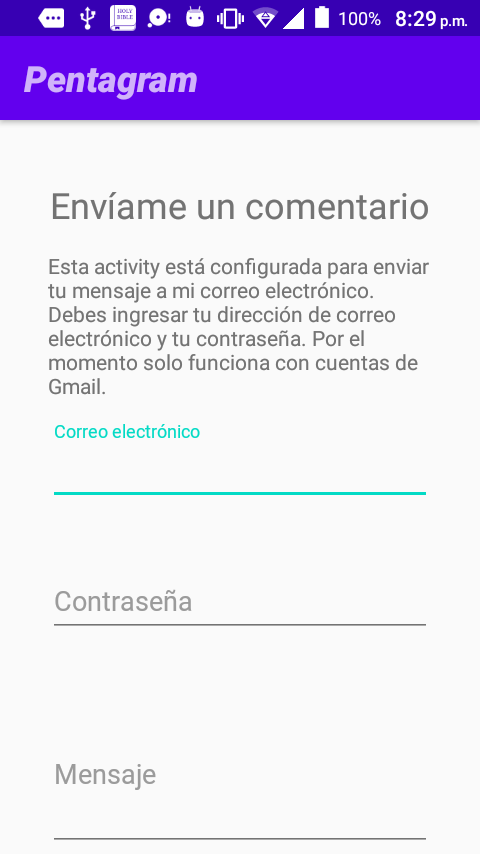 HOLY
BIBLE
100% 8:29 p.m.
Pentagram
Envíame un comentario
Esta activity está configurada para enviar
tu mensaje a mi correo electrónico.
Debes ingresar tu dirección de correo
electrónico y tu contraseña. Por el
momento solo funciona con cuentas de
Gmail.
Correo electrónico
Contraseña
Mensaje